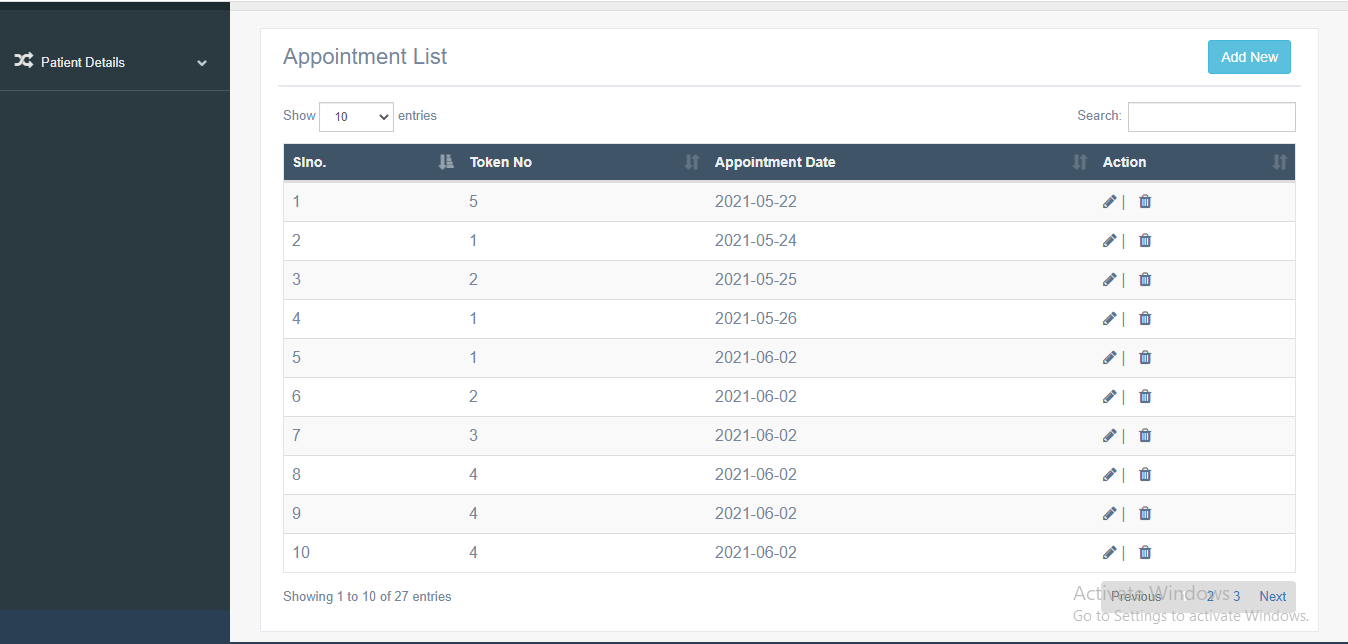 Patient Details
Appointment List
Add New
Show 10 entries
Search:
Slno. Token No Appointment Date Action
1 5 2021-05-22 |
2 1 2021-05-24 |
3 2 2021-05-25 |
4 1 2021-05-26 |
5 1 2021-06-02 |
6 2 2021-06-02 |
7 3 2021-06-02 |
8 4 2021-06-02 |
9 4 2021-06-02 |
10 4 2021-06-02 |
Showing 1 to 10 of 27 entries
Previous 1 2 3 Next
Activate Windows
Go to Settings to activate Windows.